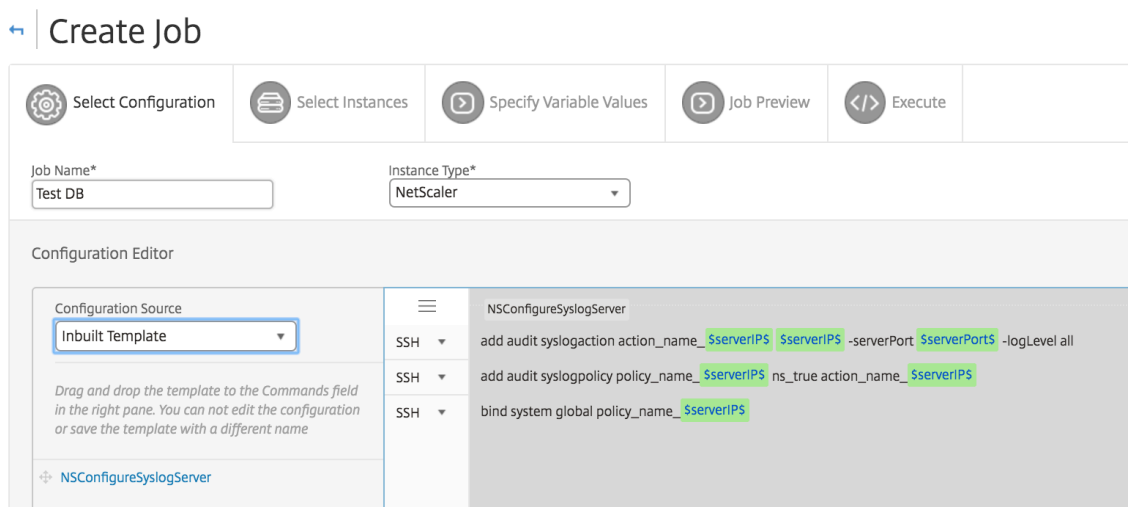 Create Job
Select Configuration
Select Instances
Specify Variable Values
Job Preview
Execute
Job Name*
Instance Type*
Test DB
NetScaler
Configuration Editor
Configuration Source
Inbuilt Template
Drag and drop the template to the Commands field
in the right pane. You can not edit the configuration
or save the template with a different name
NSConfigureSyslogServer
NSConfigureSyslogServer
SSH add audit syslogaction action_name_$serverIP$ $serverIP$ -serverPort $serverPort$ -logLevel all
SSH add audit syslogpolicy policy_name_$serverIP$ ns_true action_name_$serverIP$
SSH bind system global policy_name_$serverIP$